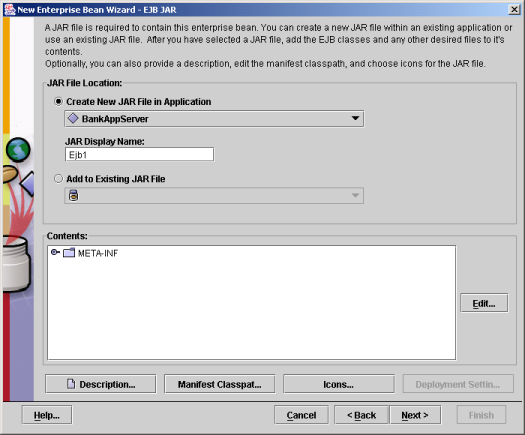 New Enterprise Bean Wizard - EJB JAR
A JAR file is required to contain this enterprise bean. You can create a new JAR file within an existing application or
use an existing JAR file. After you have selected a JAR file, add the EJB classes and any other desired files to it's
contents.
Optionally, you can also provide a description, edit the manifest classpath, and choose icons for the JAR file.
JAR File Location:
Create New JAR File in Application
BankAppServer
JAR Display Name:
Ejb1
Add to Existing JAR File
Contents:
META-INF
Edit...
Description... Manifest Classpat... Icons... Deployment Settin...
Help... Cancel < Back Next > Finish